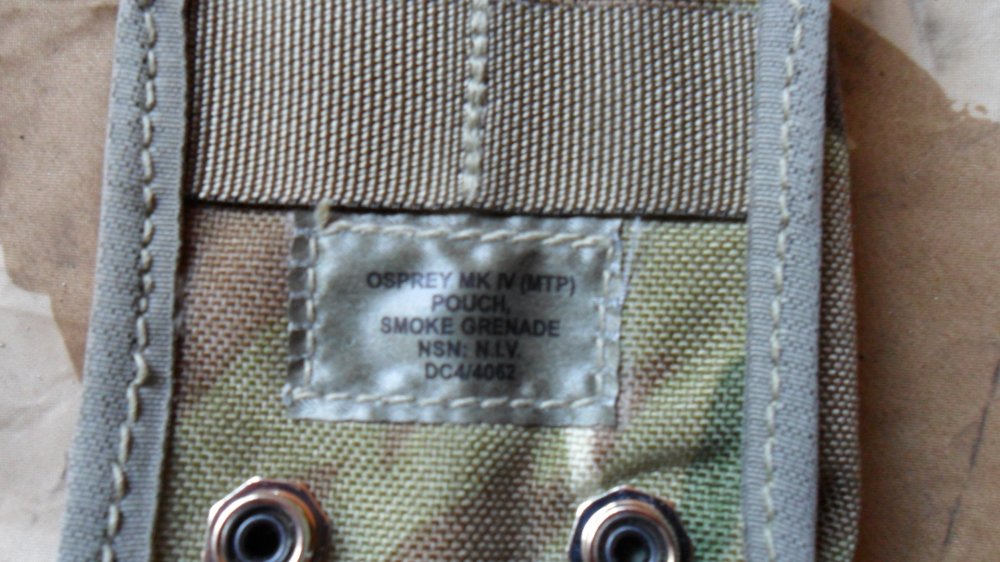 OSPREY MK IV (MTP)
POUCH,
SMOKE GRENADE
NSN: N.I.V.
DC4/4062